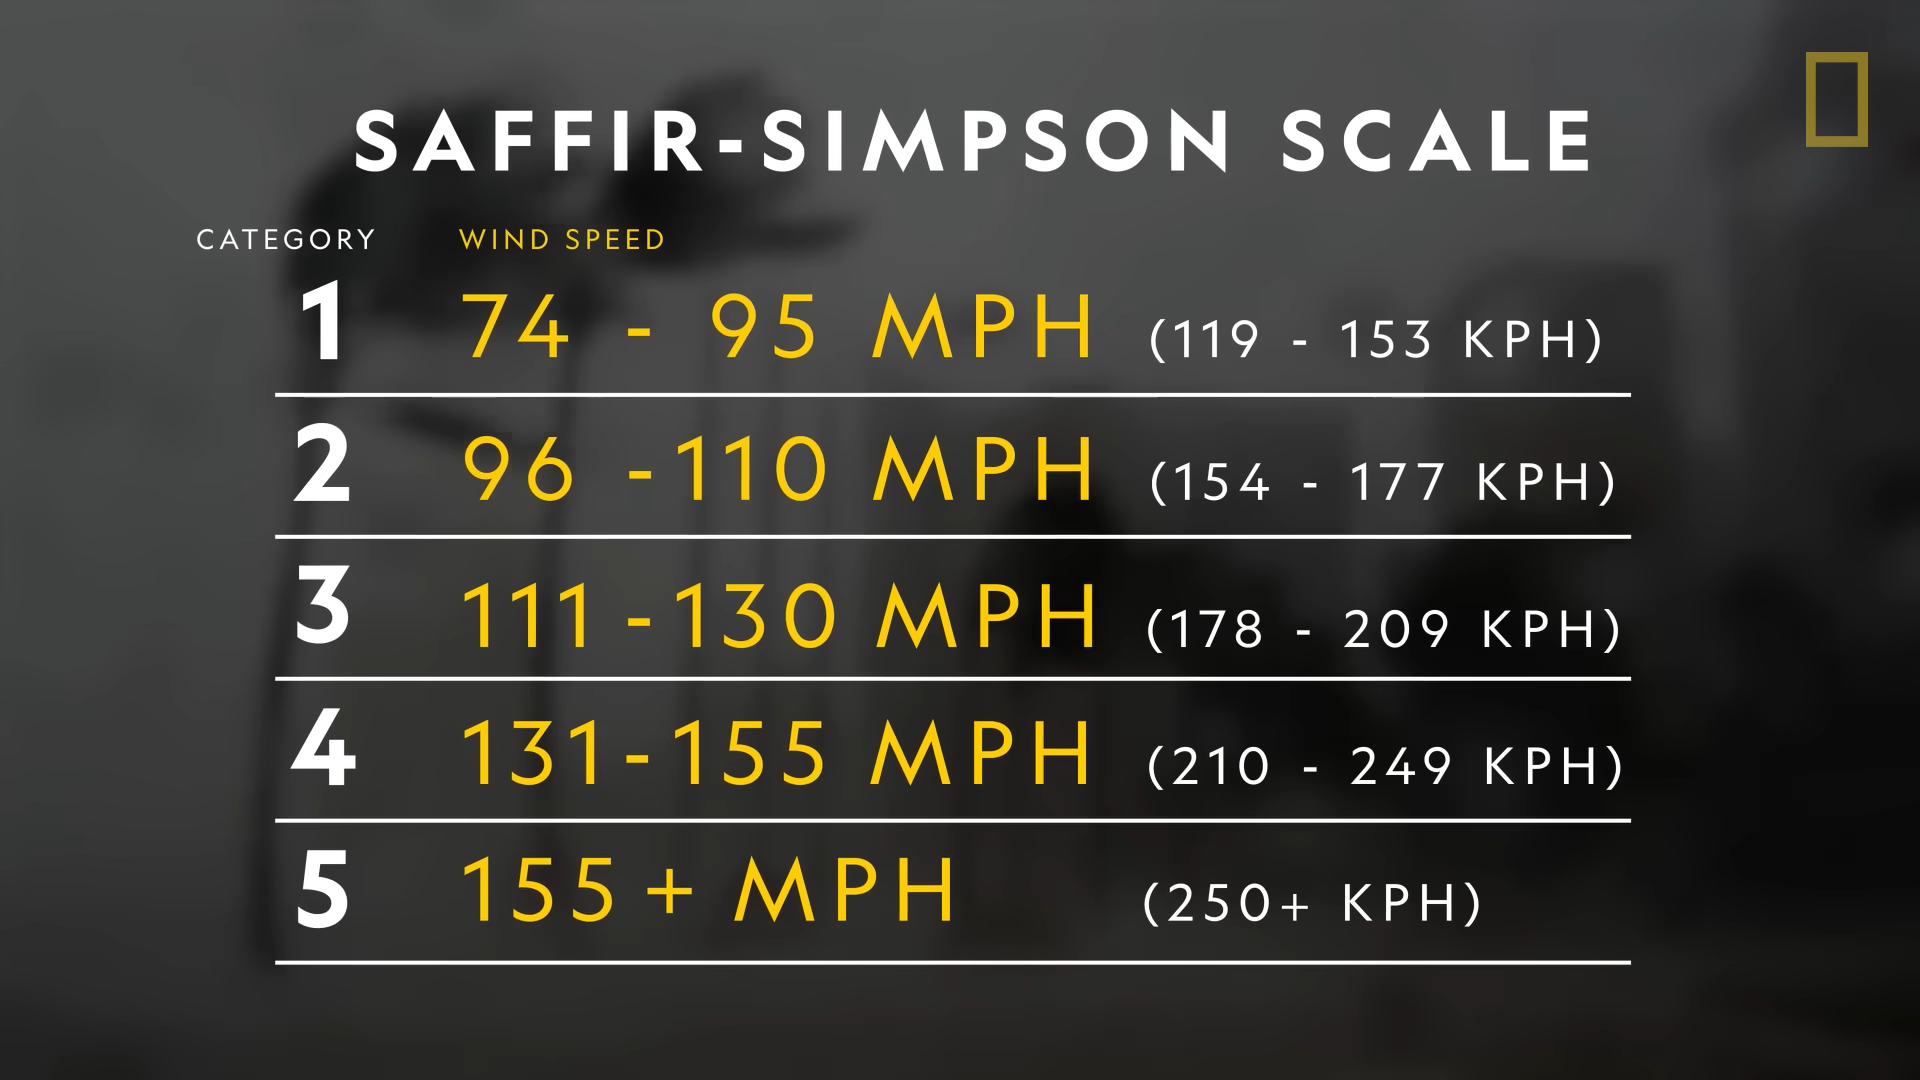 SAFFIR-SIMPSON SCALE
CATEGORY WIND SPEED
1 74 - 95 MPH (119 - 153 KPH)
2 96 - 110 MPH (154 - 177 KPH)
3 111 - 130 MPH (178 - 209 KPH)
4 131 - 155 MPH (210 - 249 KPH)
5 155 + MPH (250+ KPH)